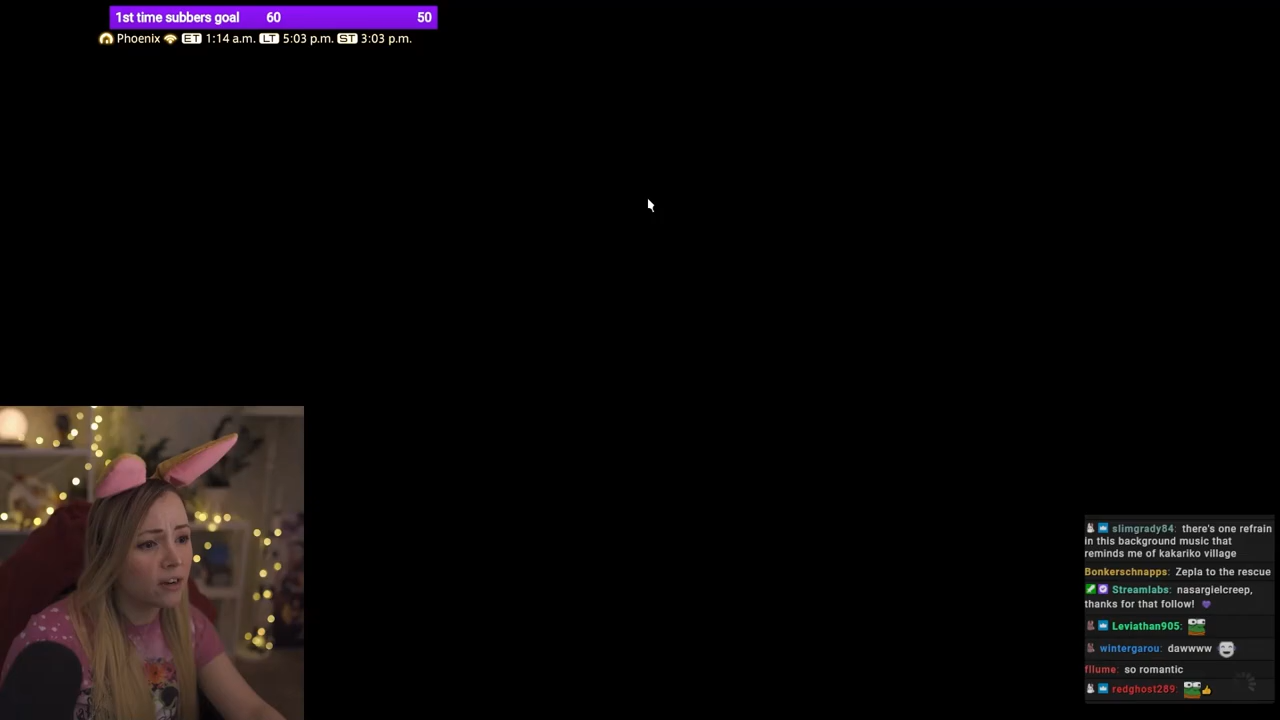 1st time subbers goal 60 50
Phoenix ET 1:14 a.m. LT 5:03 p.m. ST 3:03 p.m.
slimgrady84: there's one refrain
in this background music that
reminds me of kakariko village
Bonkerschnapps: Zepla to the rescue
Streamlabs: nasargielcreep,
thanks for that follow!
Leviathan905:
wintergarou: dawwww
fllume: so romantic
redghost289: